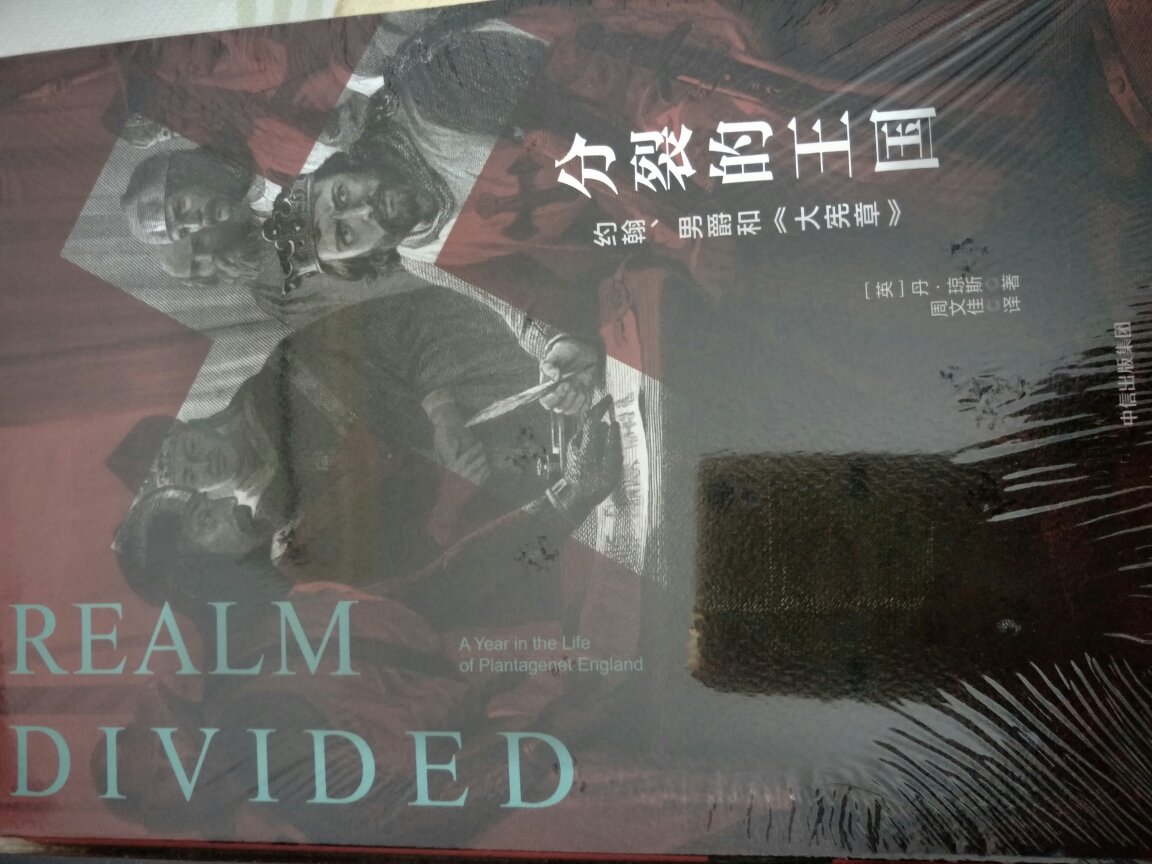 分裂的王国
约翰、男爵和《大宪章》
[英]丹·琼斯◎著
周文佳◎译
中信出版集团
REALM
DIVIDED
A Year in the Life
of Plantagenet England